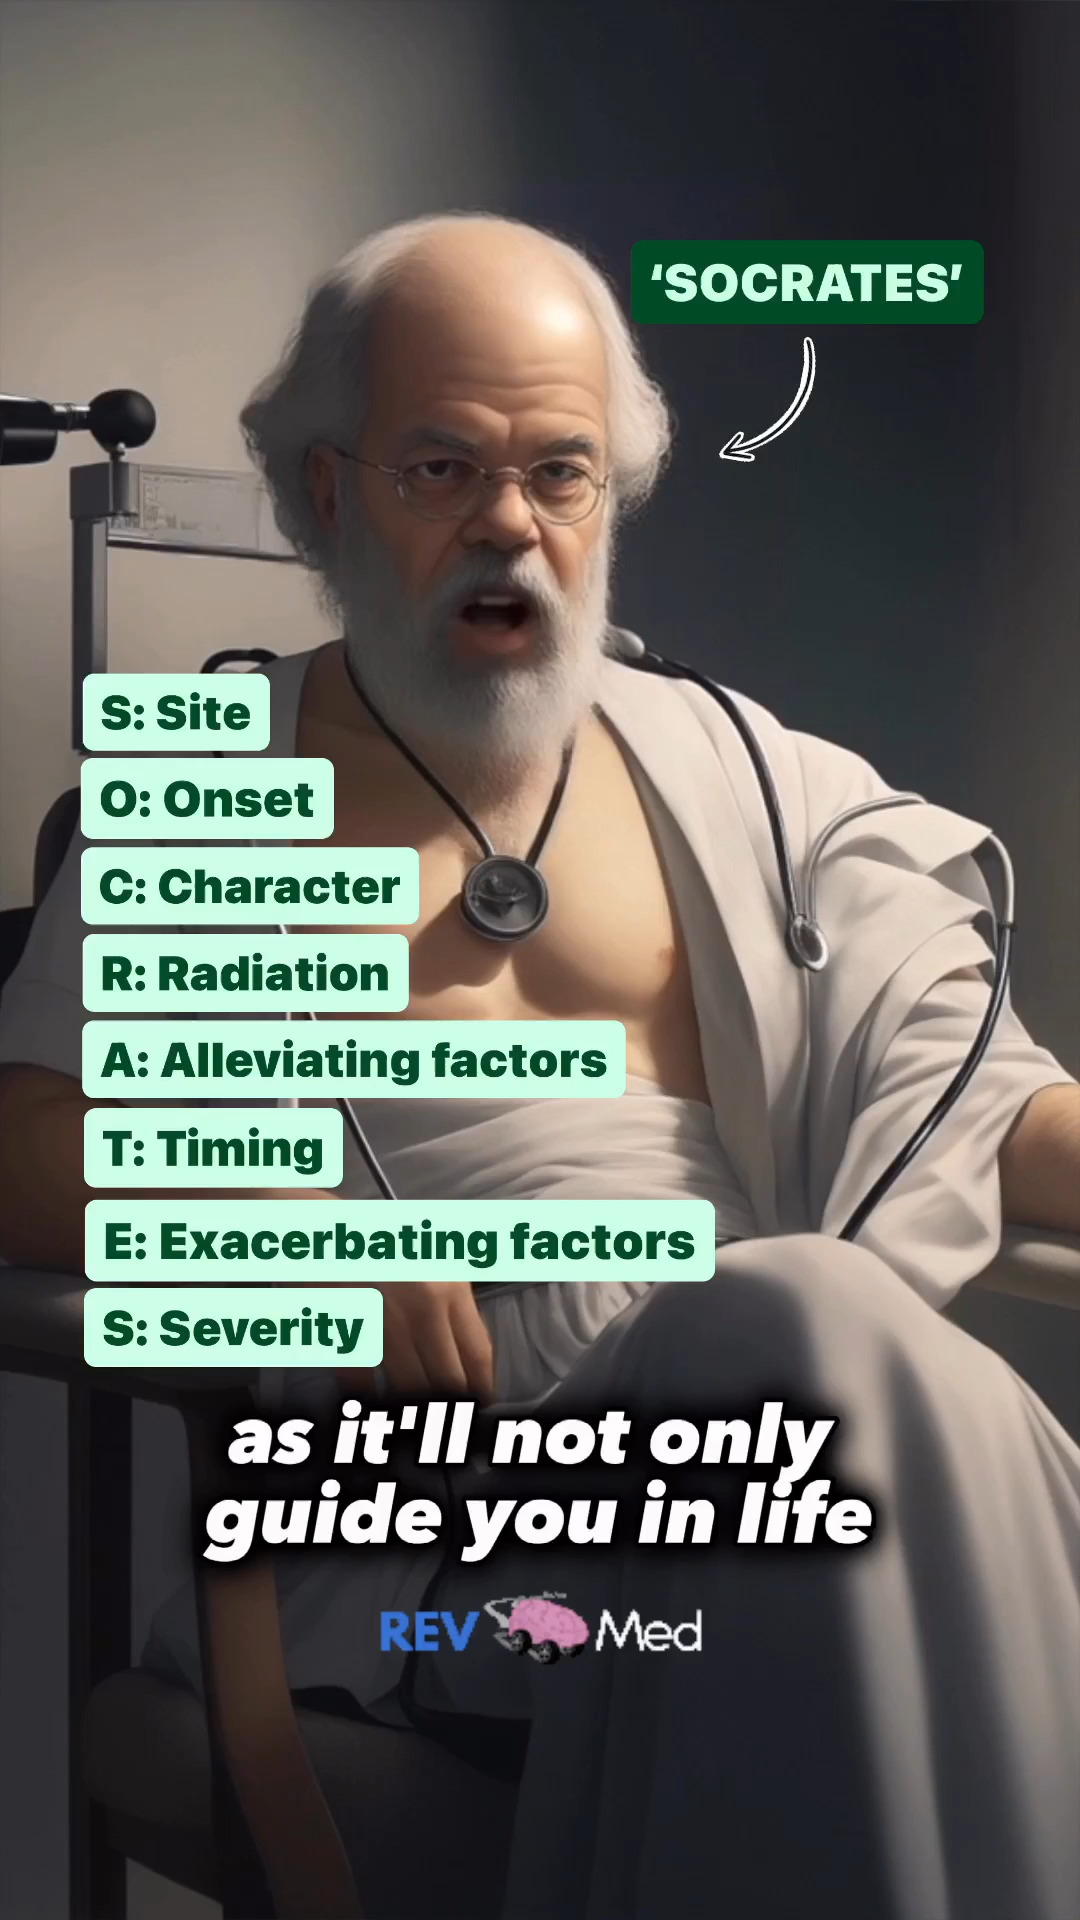 ‘SOCRATES’
S: Site
O: Onset
C: Character
R: Radiation
A: Alleviating factors
T: Timing
E: Exacerbating factors
S: Severity
as it'll not only
guide you in life
REV Med